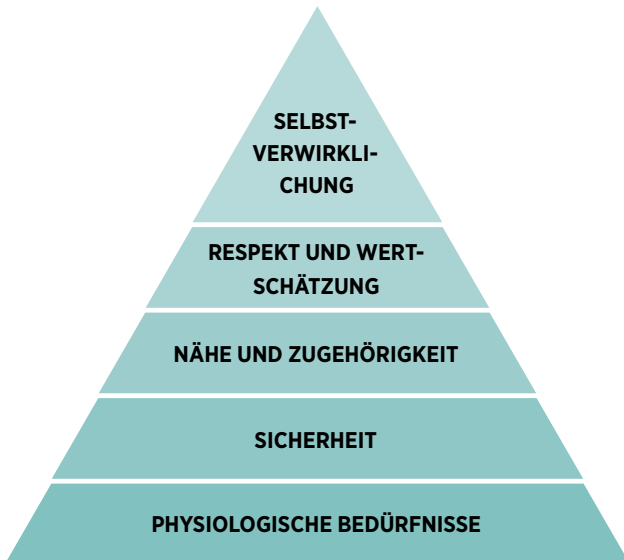 SELBST-
VERWIRKLI-
CHUNG
RESPEKT UND WERT-
SCHÄTZUNG
NÄHE UND ZUGEHÖRIGKEIT
SICHERHEIT
PHYSIOLOGISCHE BEDÜRFNISSE